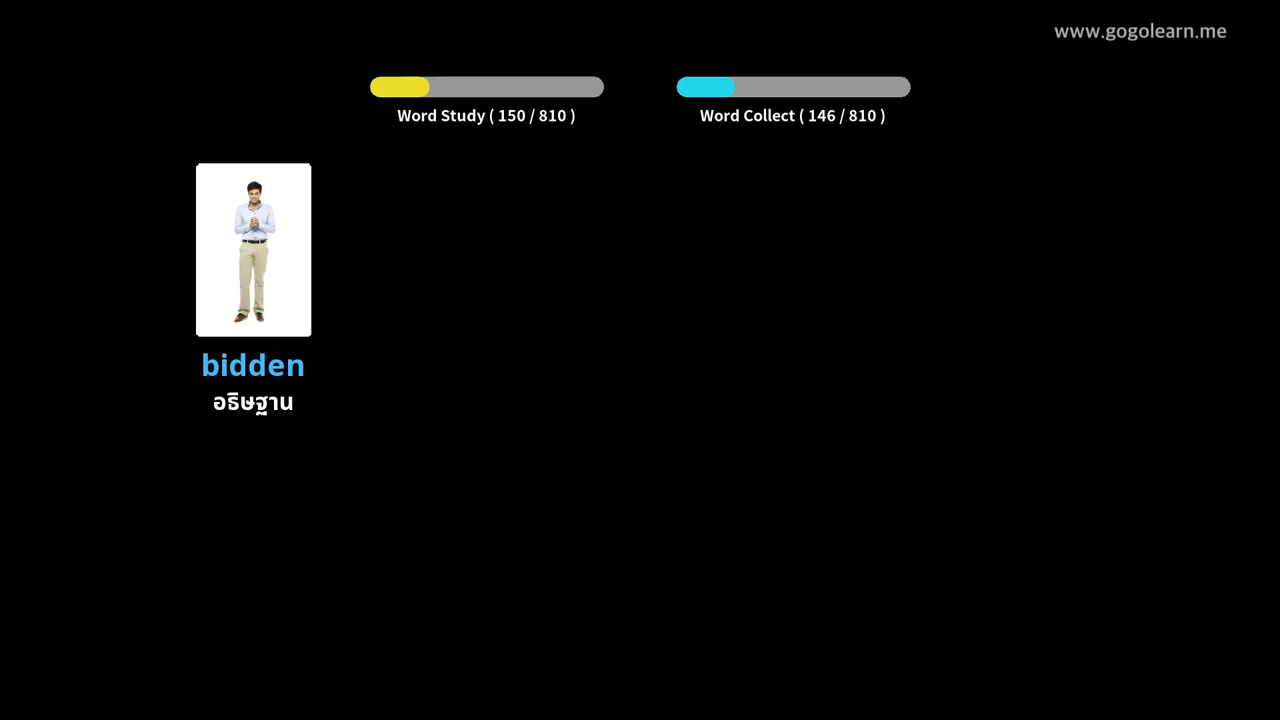 www.gogolearn.me
Word Study ( 150 / 810 )
Word Collect ( 146 / 810 )
bidden
อธิษฐาน